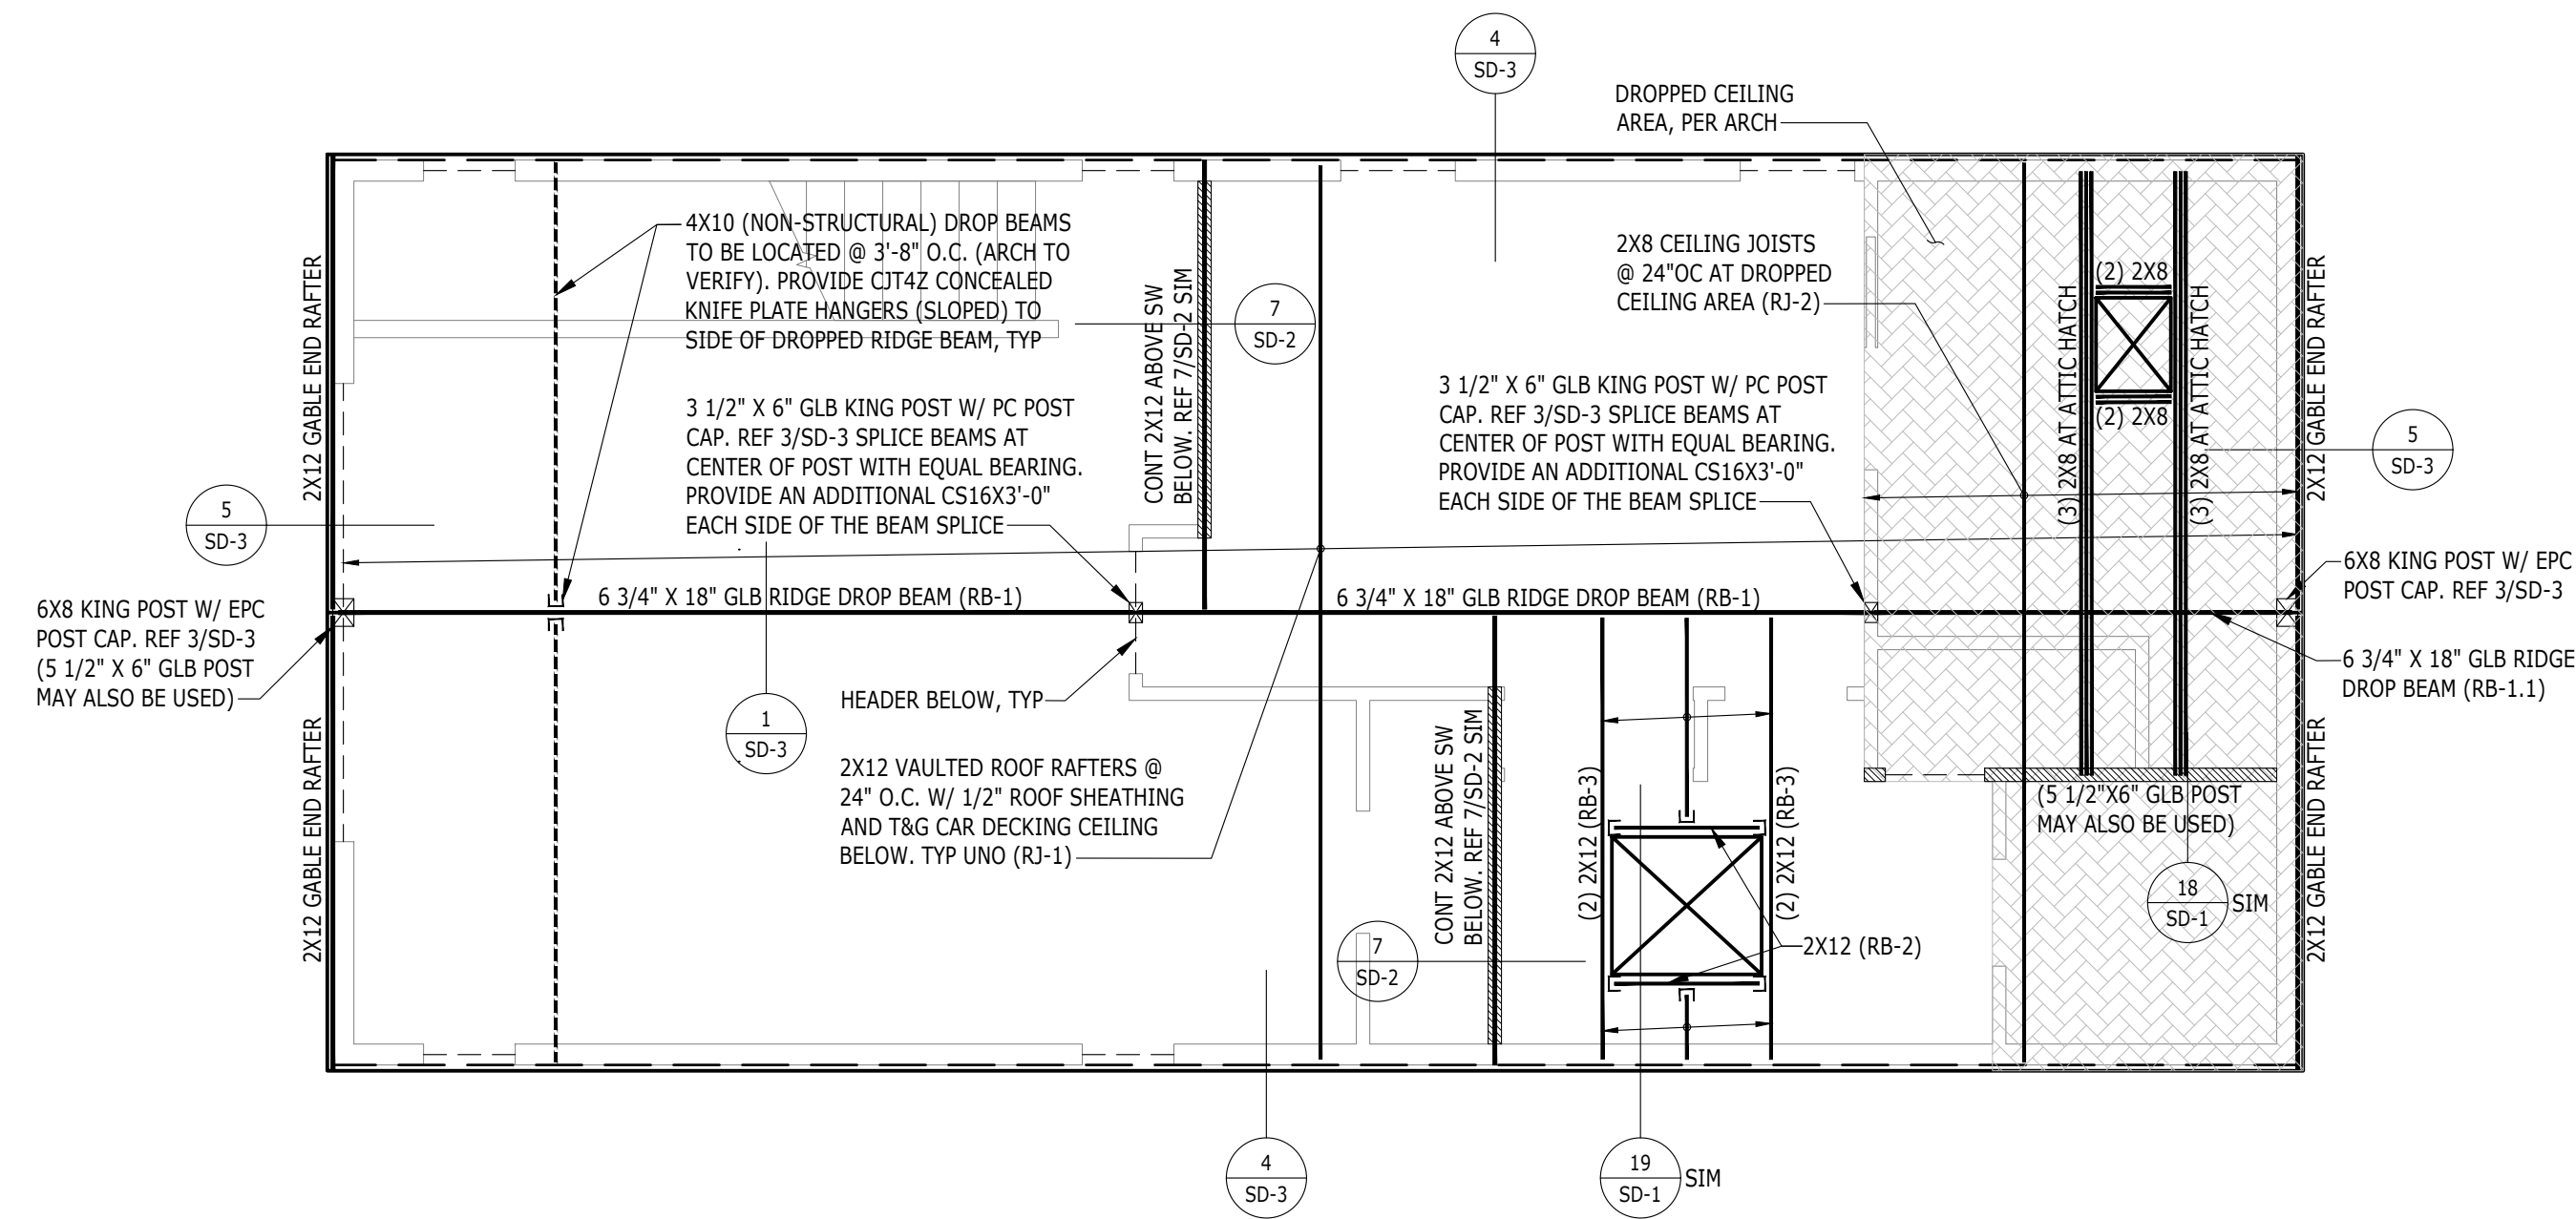 4
SD-3
DROPPED CEILING
AREA, PER ARCH
4X10 (NON-STRUCTURAL) DROP BEAMS
TO BE LOCATED @ 3'-8" O.C. (ARCH TO
VERIFY). PROVIDE CJT4Z CONCEALED
KNIFE PLATE HANGERS (SLOPED) TO
SIDE OF DROPPED RIDGE BEAM, TYP
2X12 GABLE END RAFTER
CONT 2X12 ABOVE SW
BELOW. REF 7/SD-2 SIM
7
SD-2
2X8 CEILING JOISTS
@ 24"OC AT DROPPED
CEILING AREA (RJ-2)
(2) 2X8
(2) 2X8
(3) 2X8 AT ATTIC HATCH
(3) 2X8 AT ATTIC HATCH
2X12 GABLE END RAFTER
3 1/2" X 6" GLB KING POST W/ PC POST
CAP. REF 3/SD-3 SPLICE BEAMS AT
CENTER OF POST WITH EQUAL BEARING.
PROVIDE AN ADDITIONAL CS16X3'-0"
EACH SIDE OF THE BEAM SPLICE
3 1/2" X 6" GLB KING POST W/ PC POST
CAP. REF 3/SD-3 SPLICE BEAMS AT
CENTER OF POST WITH EQUAL BEARING.
PROVIDE AN ADDITIONAL CS16X3'-0"
EACH SIDE OF THE BEAM SPLICE
5
SD-3
5
SD-3
6X8 KING POST W/ EPC
POST CAP. REF 3/SD-3
(5 1/2" X 6" GLB POST
MAY ALSO BE USED)
6 3/4" X 18" GLB RIDGE DROP BEAM (RB-1)
6 3/4" X 18" GLB RIDGE DROP BEAM (RB-1)
6X8 KING POST W/ EPC
POST CAP. REF 3/SD-3
6 3/4" X 18" GLB RIDGE
DROP BEAM (RB-1.1)
HEADER BELOW, TYP
1
SD-3
2X12 GABLE END RAFTER
2X12 VAULTED ROOF RAFTERS @
24" O.C. W/ 1/2" ROOF SHEATHING
AND T&G CAR DECKING CEILING
BELOW. TYP UNO (RJ-1)
CONT 2X12 ABOVE SW
BELOW. REF 7/SD-2 SIM
(2) 2X12 (RB-3)
(2) 2X12 (RB-3)
(5 1/2"X6" GLB POST
MAY ALSO BE USED)
2X12 GABLE END RAFTER
18
SD-1
SIM
7
SD-2
2X12 (RB-2)
4
SD-3
19
SD-1
SIM